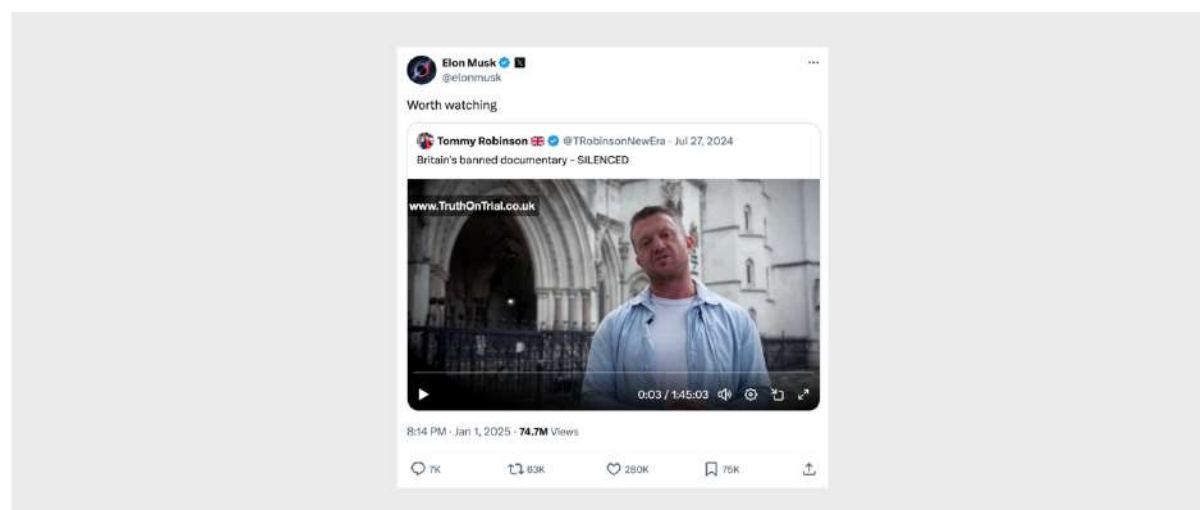 Elon Musk
@elonmusk
Worth watching
Tommy Robinson 🇬🇧 @TRobinsonNewEra · Jul 27, 2024
Britain's banned documentary - SILENCED
www.TruthOnTrial.co.uk
0:03 / 1:45:03
8:14 PM · Jan 1, 2025 · 74.7M Views
7K 63K 280K 75K